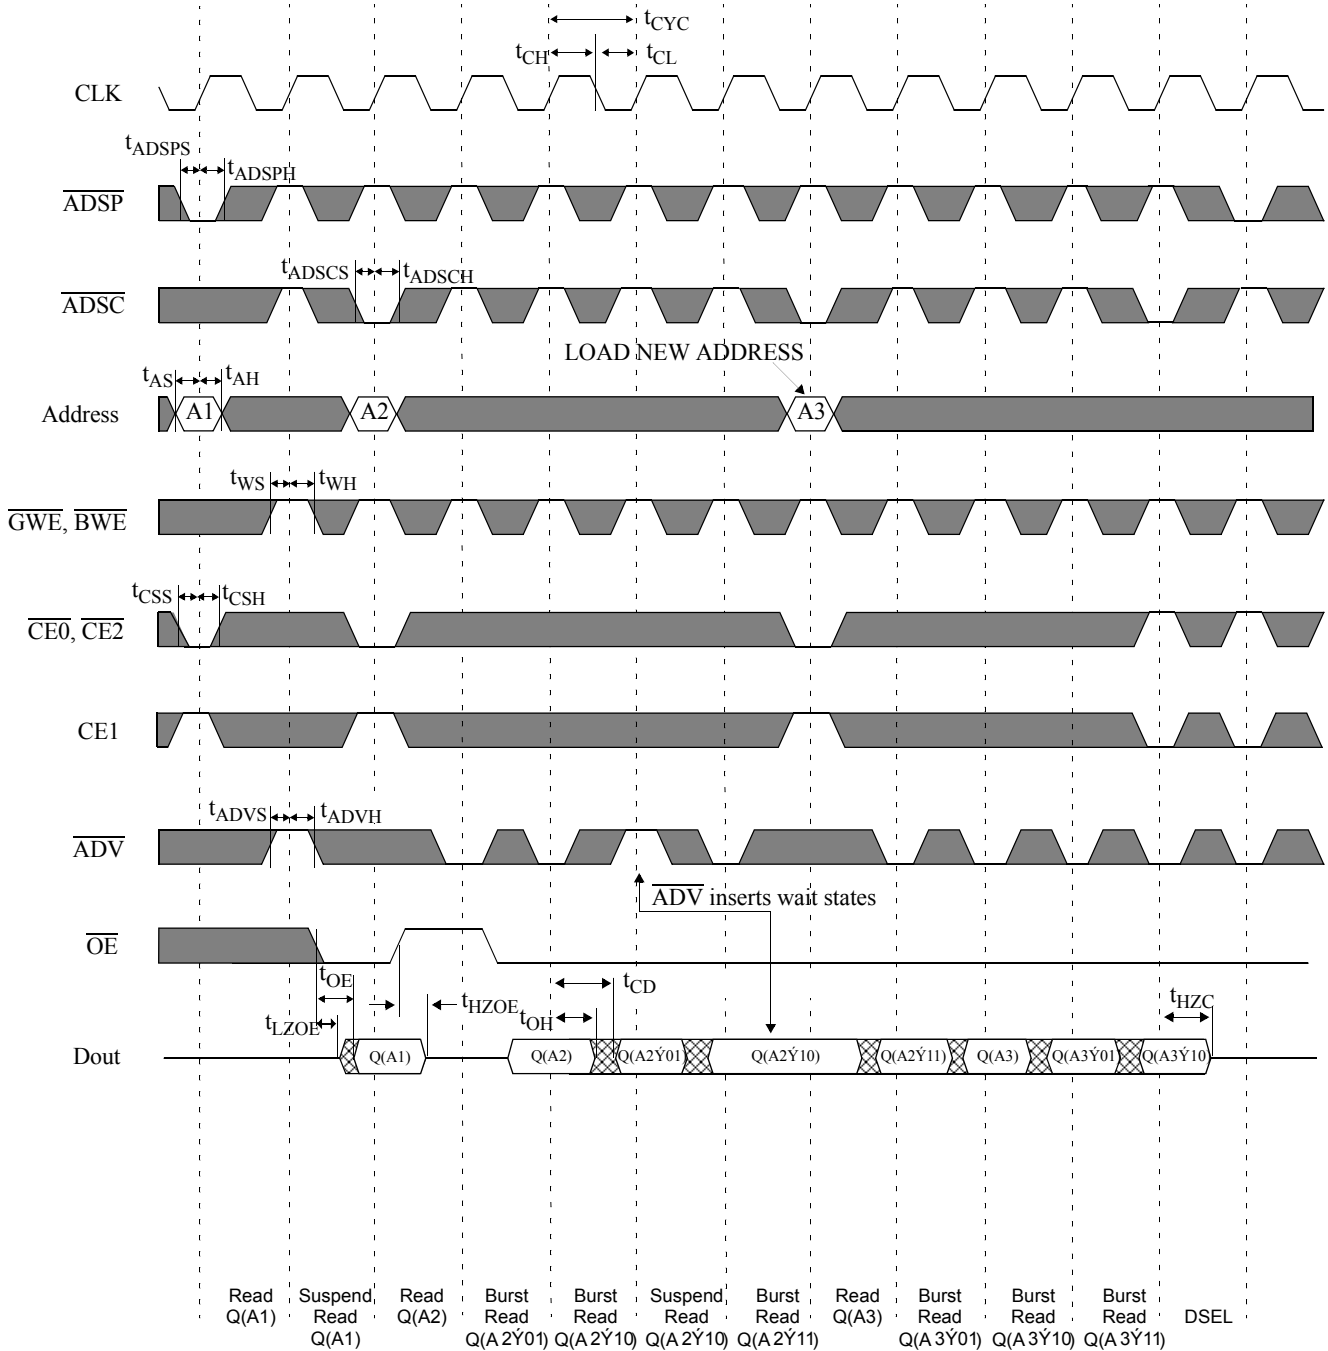 tCYC
tCH
tCL
CLK
tADSPS
tADSPH
ADSP
tADSCS
tADSCH
ADSC
LOAD NEW ADDRESS
tAS
tAH
Address
A1
A2
A3
tWS
tWH
GWE, BWE
tCSS
tCSH
CE0, CE2
CE1
tADVS
tADVH
ADV
ADV inserts wait states
OE
tOE
tCD
tHZOE
tHZC
tLZOE
tOH
Dout
Q(A1)
Q(A2)
Q(A2Ý01)
Q(A2Ý10)
Q(A2Ý11)
Q(A3)
Q(A3Ý01)
Q(A3Ý10)
Read
Q(A1)
Suspend
Read
Q(A1)
Read
Q(A2)
Burst
Read
Q(A 2Ý01)
Burst
Read
Q(A 2Ý10)
Suspend
Read
Q(A 2Ý10)
Burst
Read
Q(A 2Ý11)
Read
Q(A3)
Burst
Read
Q(A 3Ý01)
Burst
Read
Q(A 3Ý10)
Burst
Read
Q(A 3Ý11)
DSEL